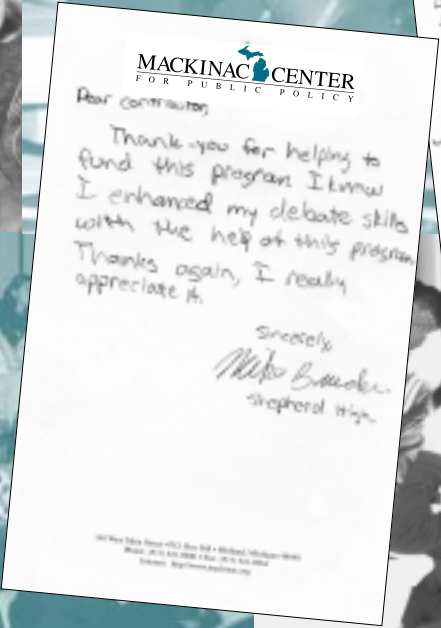 MACKINAC CENTER
FOR PUBLIC POLICY
Dear contributor,
Thank-you for helping to
fund this program I know
I enhanced my debate skills
with the help of this program.
Thanks again, I really
appreciate it.
Sincerely,
Shepherd High